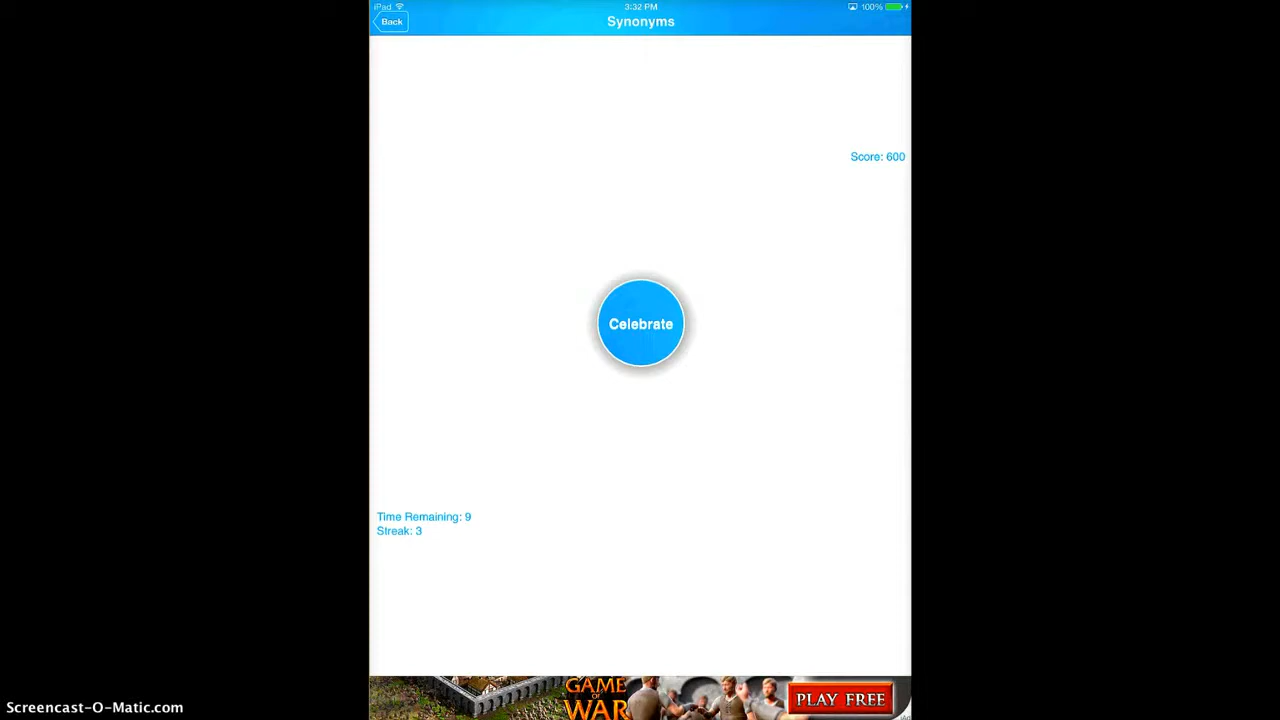 iPad
3:32 PM
100%
Back
Synonyms
Score: 600
Celebrate
Time Remaining: 9
Streak: 3
GAME
OF
WAR
PLAY FREE
iAd
Screencast-O-Matic.com